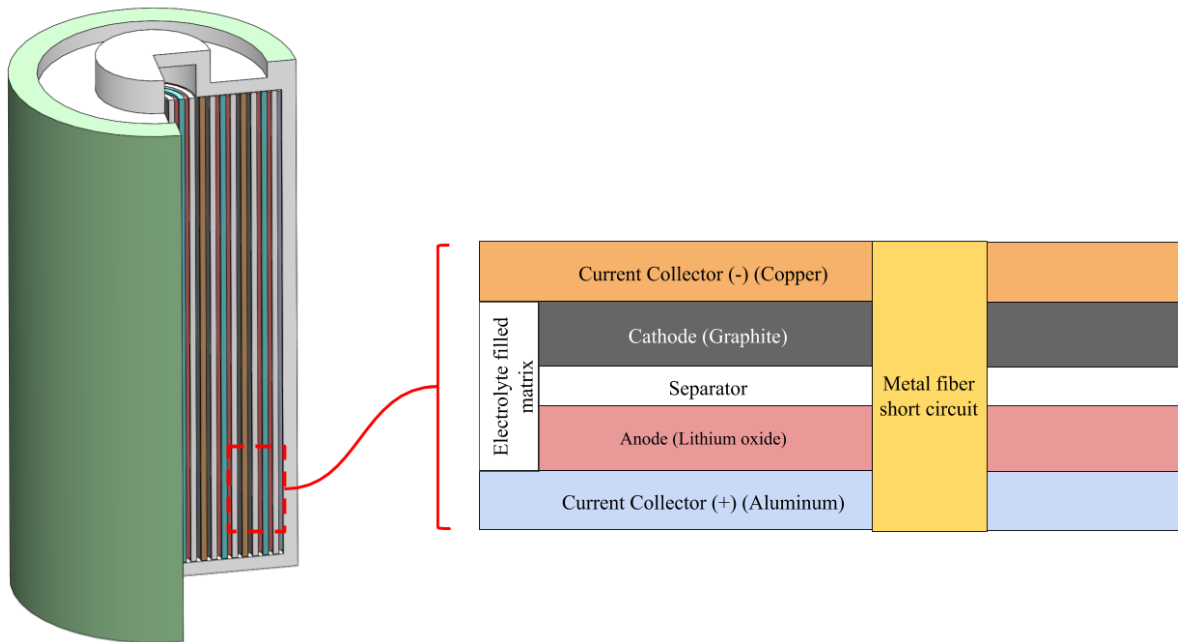 Current Collector (-) (Copper)
Electrolyte filled
matrix
Cathode (Graphite)
Separator
Anode (Lithium oxide)
Metal fiber
short circuit
Current Collector (+) (Aluminum)